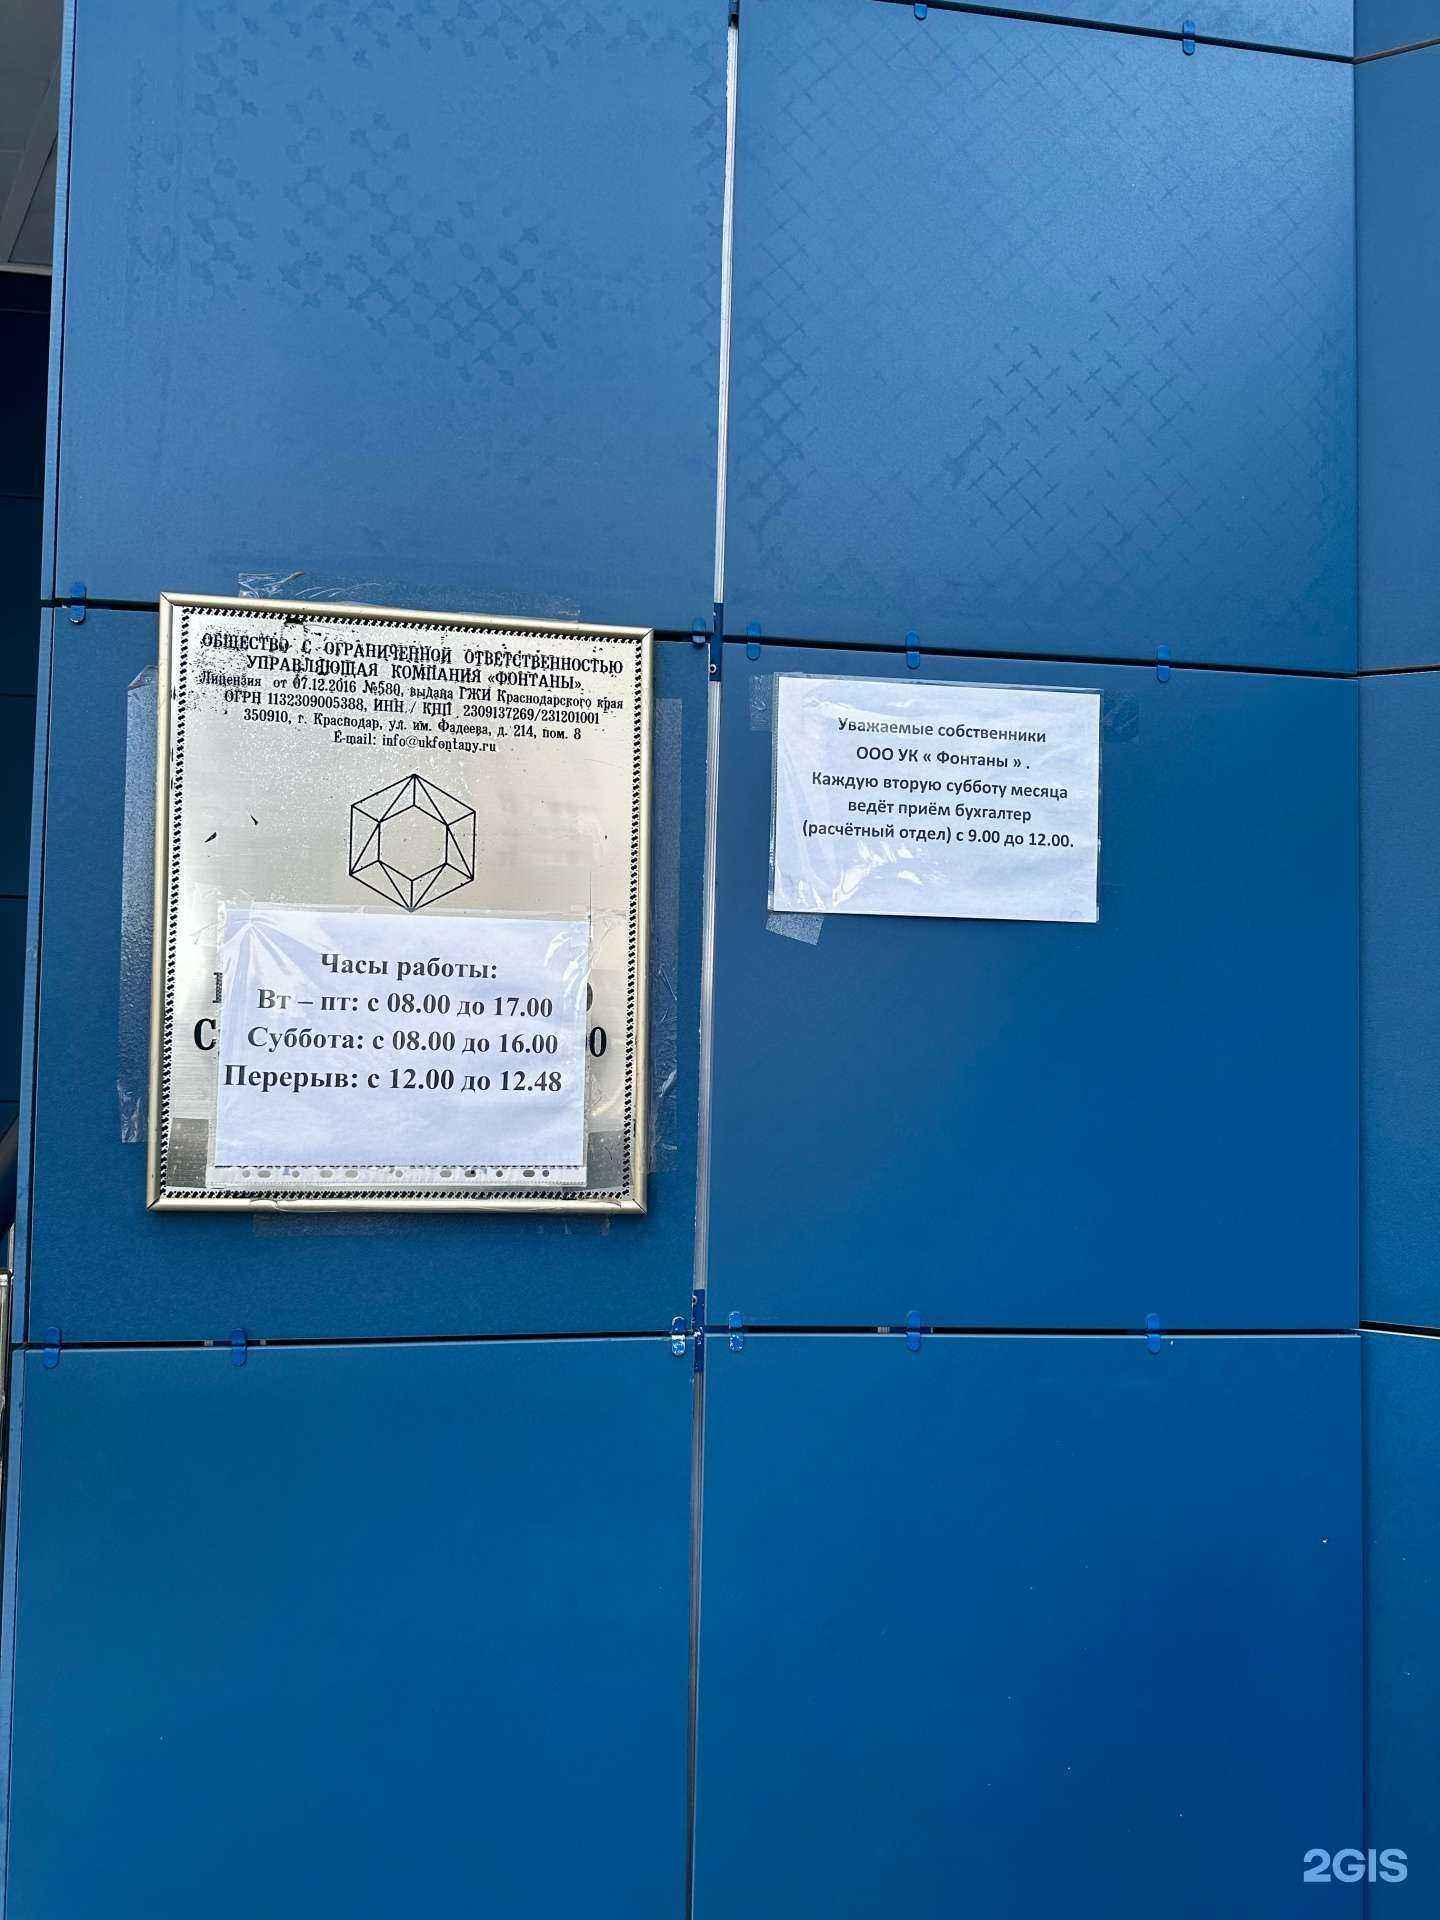 ОБЩЕСТВО С ОГРАНИЧЕННОЙ ОТВЕТСТВЕННОСТЬЮ
УПРАВЛЯЮЩАЯ КОМПАНИЯ «ФОНТАНЫ»
Лицензия от 07.12.2016 №580, выдана ГЖИ Краснодарского края
ОГРН 1132309005388, ИНН / КПП 2309137269/231201001
350910, г. Краснодар, ул. им. Фадеева, д. 214, пом. 8
E-mail: info@ukfontany.ru
Часы работы:
Вт – пт: с 08.00 до 17.00
Суббота: с 08.00 до 16.00
Перерыв: с 12.00 до 12.48
Уважаемые собственники
ООО УК « Фонтаны » .
Каждую вторую субботу месяца
ведёт приём бухгалтер
(расчётный отдел) с 9.00 до 12.00.
2GIS